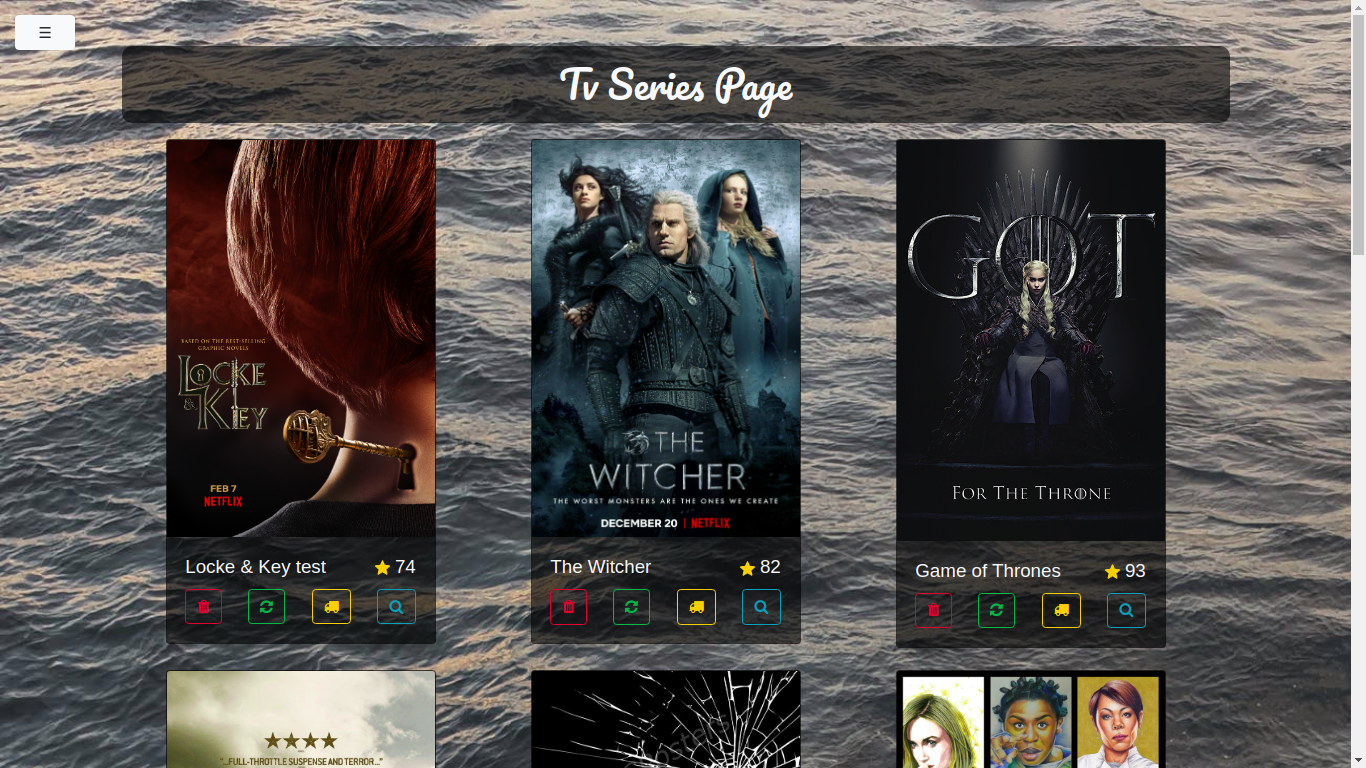 ☰
Tv Series Page
BASED ON THE BEST-SELLING
GRAPHIC NOVELS
LOCKE
& KEY
FEB 7
NETFLIX
Locke & Key test
★ 74
THE
WITCHER
THE WORST MONSTERS ARE THE ONES WE CREATE
DECEMBER 20 | NETFLIX
The Witcher
★ 82
GOT
FOR THE THRONE
Game of Thrones
★ 93
★★★★
"...FULL-THROTTLE SUSPENSE AND TERROR..."